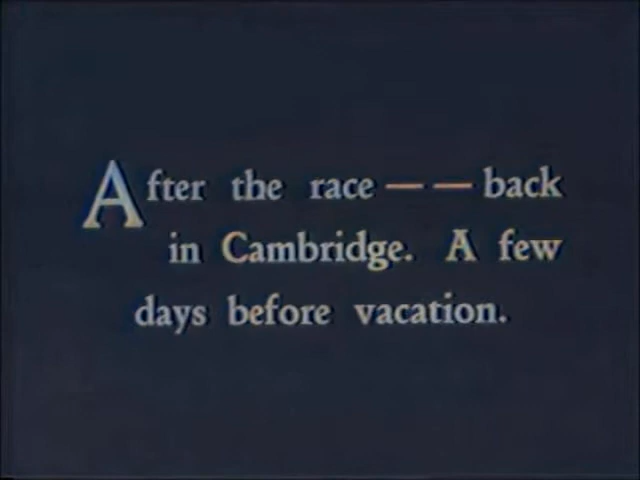 After the race — — back
in Cambridge. A few
days before vacation.